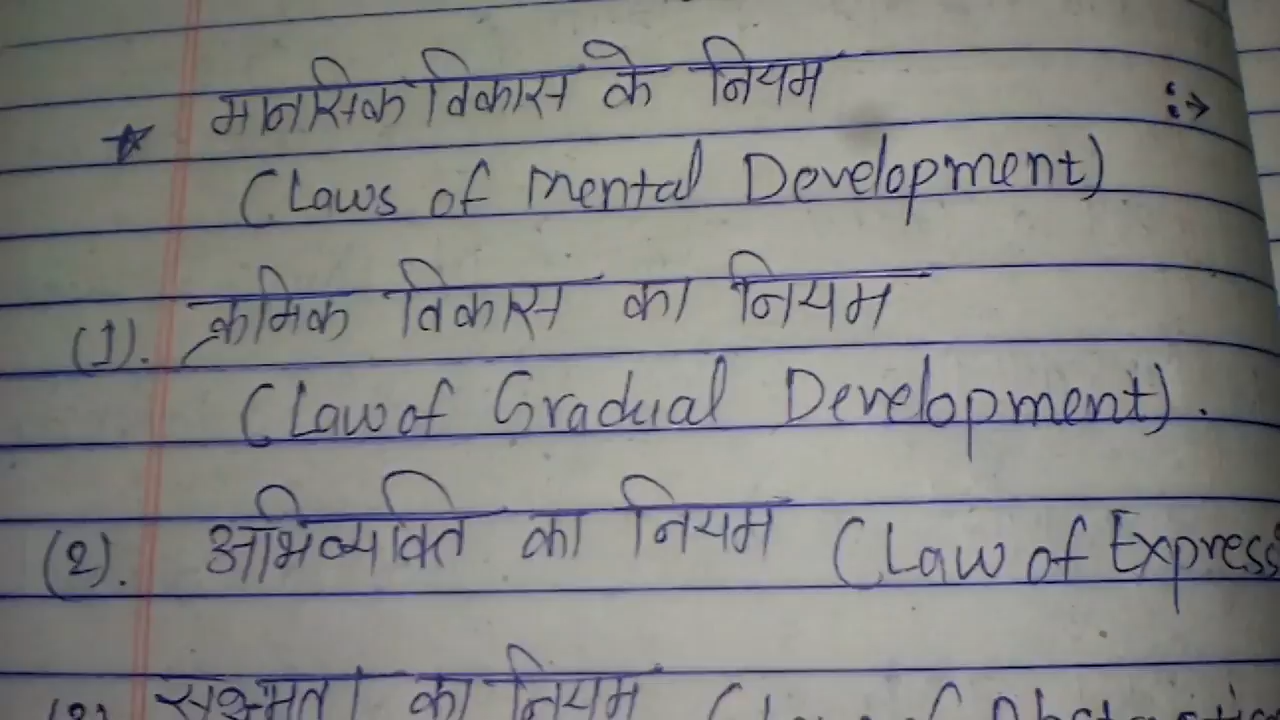 ★ मानसिक विकास के नियम :→
(Laws of Mental Development)
(1). क्रमिक विकास का नियम
(Law of Gradual Development).
(2). अभिव्यक्ति का नियम (Law of Express
का नियम